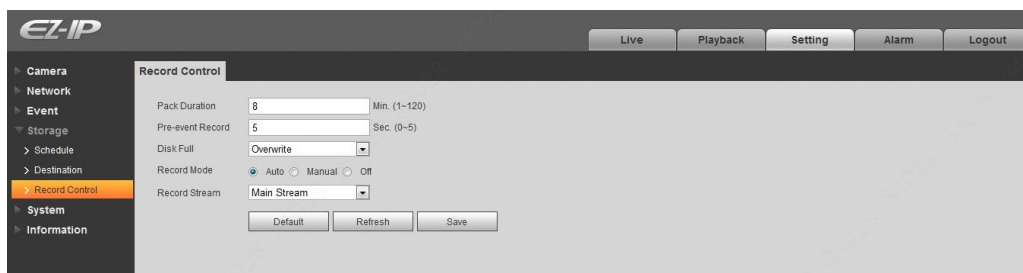 EZ-IP
Live Playback Setting Alarm Logout
Camera
Network
Event
Storage
Schedule
Destination
Record Control
System
Information
Record Control
Pack Duration 8 Min. (1~120)
Pre-event Record 5 Sec. (0~5)
Disk Full Overwrite
Record Mode Auto Manual Off
Record Stream Main Stream
Default Refresh Save